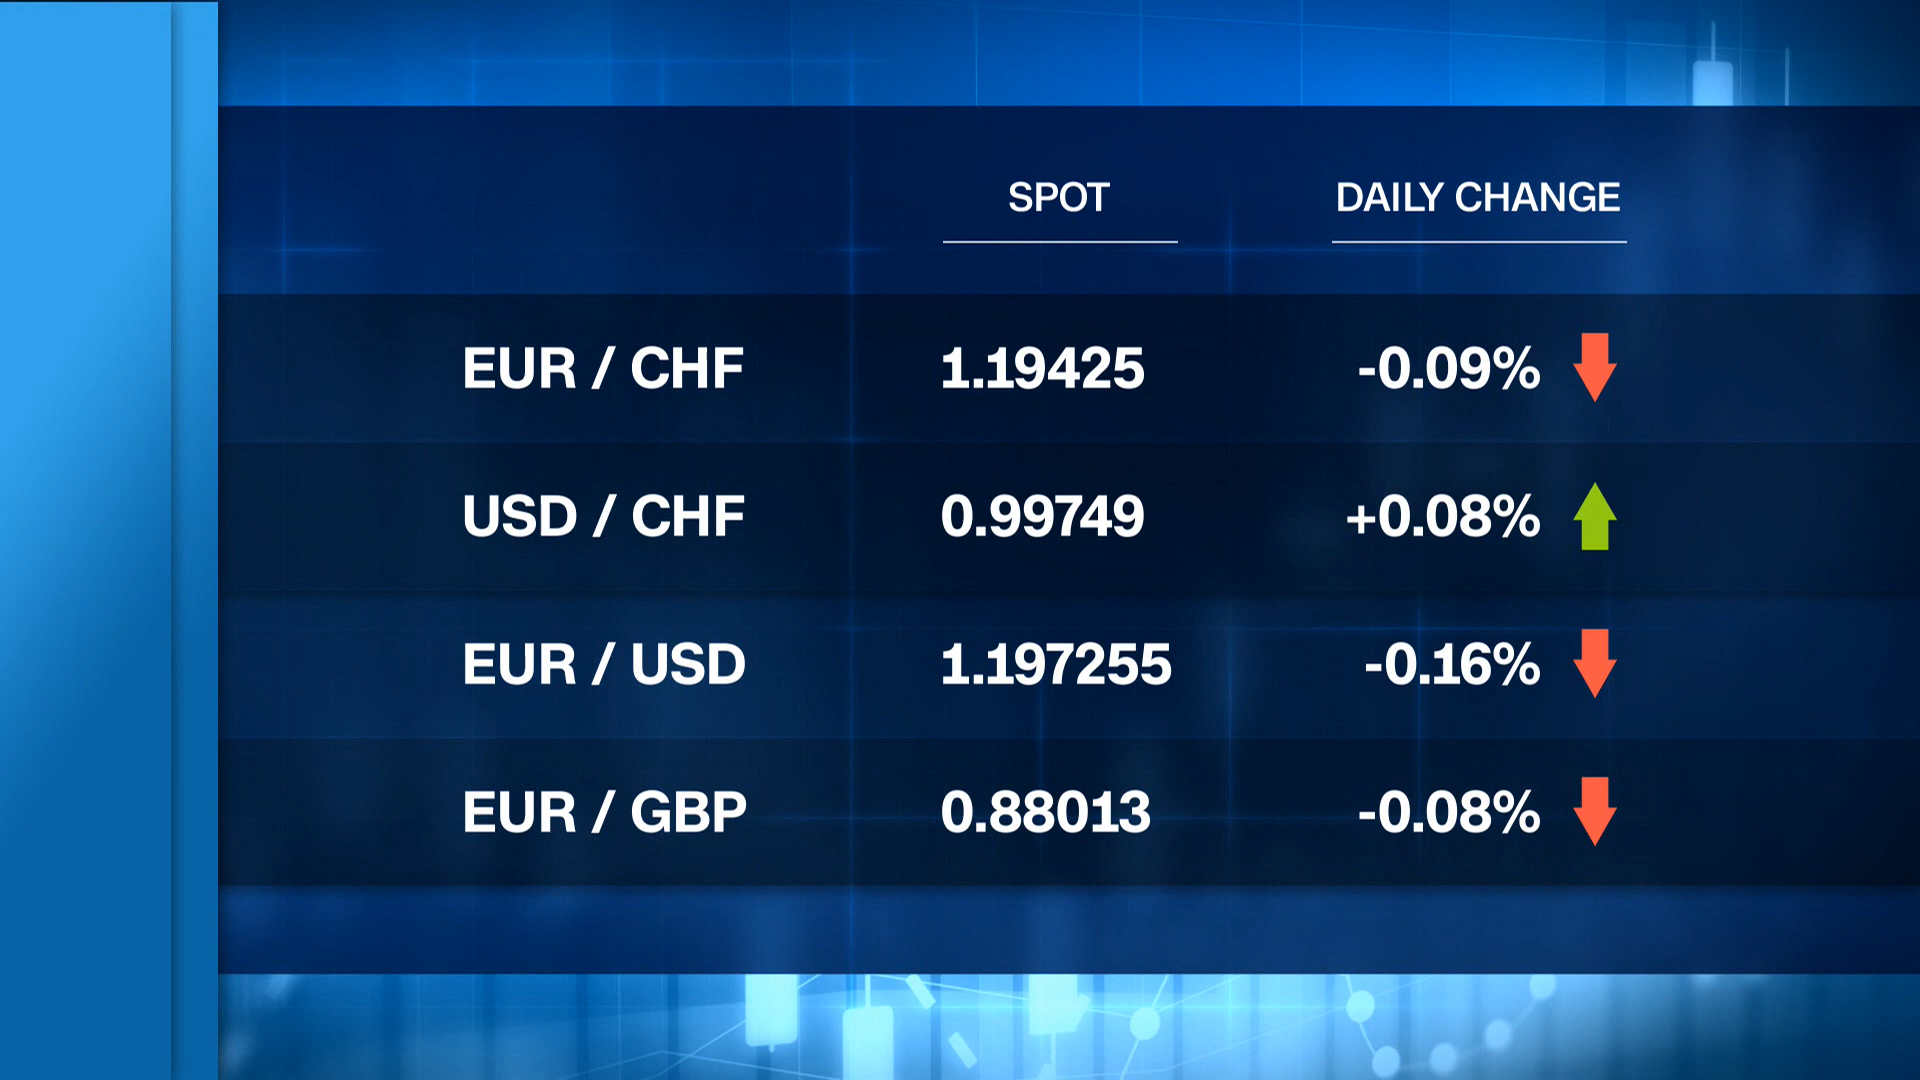 SPOT DAILY CHANGE
EUR / CHF 1.19425 -0.09%
USD / CHF 0.99749 +0.08%
EUR / USD 1.197255 -0.16%
EUR / GBP 0.88013 -0.08%